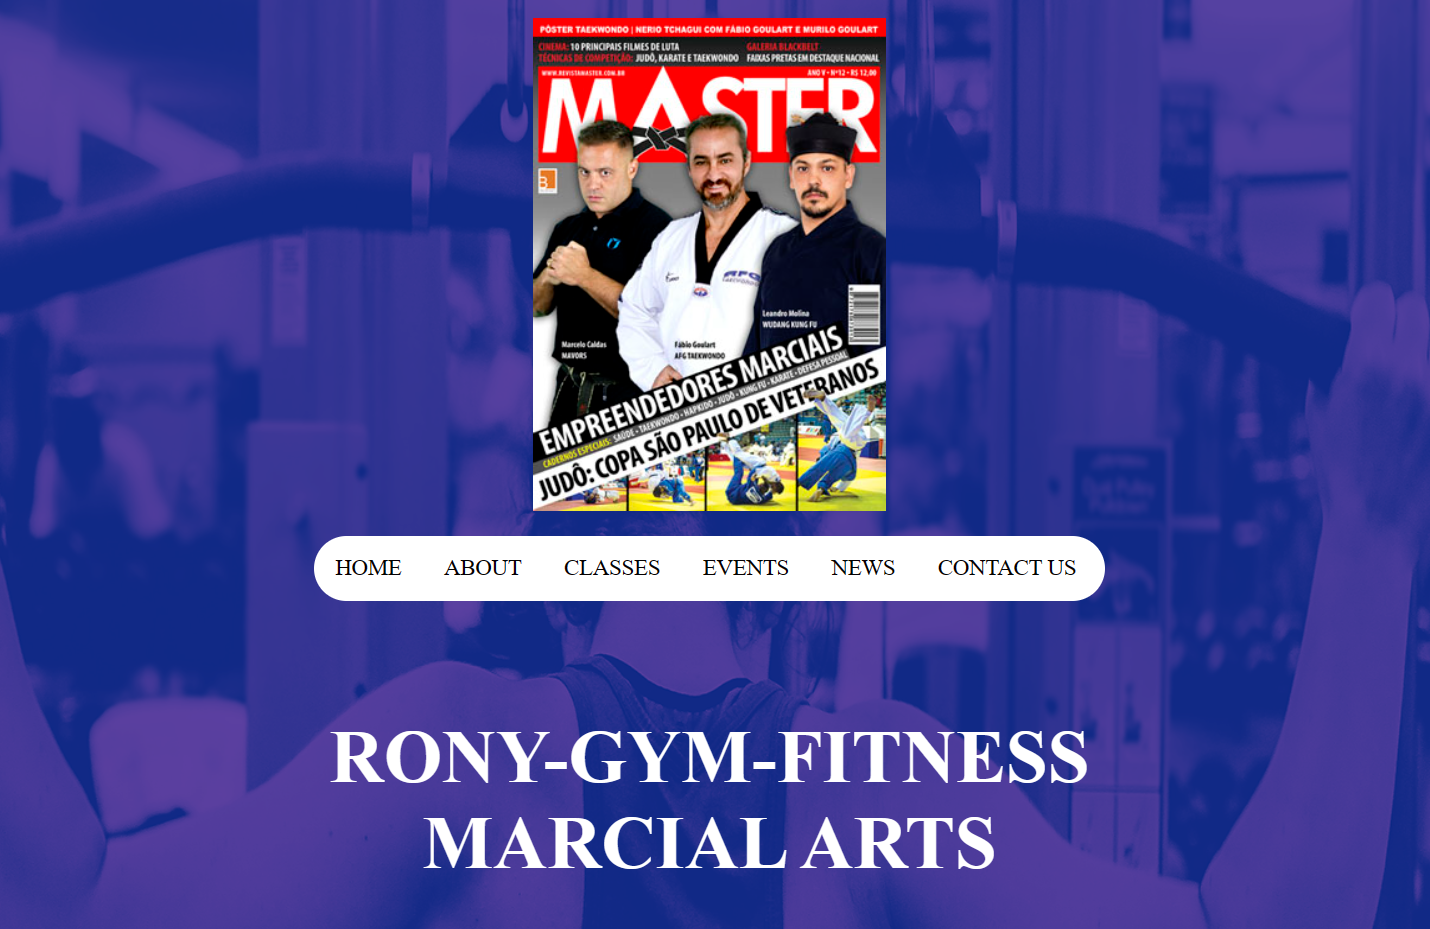 PÓSTER TAEKWONDO | NERIO TCHAGUI COM FÁBIO GOULART E MURILO GOULART
CINEMA: 10 PRINCIPAIS FILMES DE LUTA
TÉCNICAS DE COMPETIÇÃO: JUDÔ, KARATE E TAEKWONDO
GALERIA BLACKBELT
FAIXAS PRETAS EM DESTAQUE NACIONAL
WWW.REVISTAMASTER.COM.BR
ANO V • Nº12 • R$ 12,00
MASTER
Leandro Molina
WUDANG KUNG FU
Marcelo Caldas
MAVORS
Fábio Goulart
AFG TAEKWONDO
EMPREENDEDORES MARCIAIS
CADERNOS ESPECIAIS: SAÚDE • TAEKWONDO • HAPKIDO • JUDÔ • KUNG FU • KARATE • DEFESA PESSOAL
JUDÔ: COPA SÃO PAULO DE VETERANOS
HOME ABOUT CLASSES EVENTS NEWS CONTACT US
RONY-GYM-FITNESS
MARCIAL ARTS